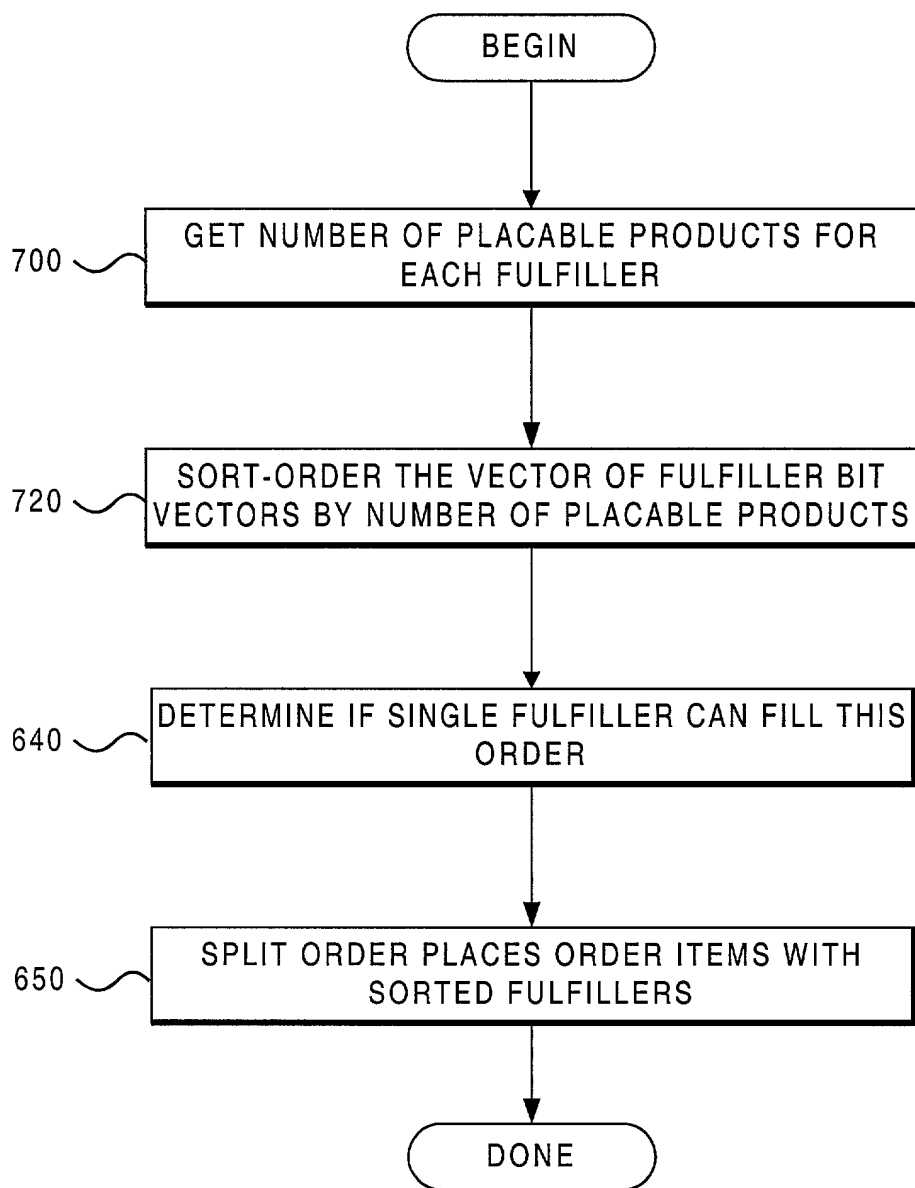 BEGIN
700
GET NUMBER OF PLACABLE PRODUCTS FOR
EACH FULFILLER
720
SORT-ORDER THE VECTOR OF FULFILLER BIT
VECTORS BY NUMBER OF PLACABLE PRODUCTS
640
DETERMINE IF SINGLE FULFILLER CAN FILL THIS
ORDER
650
SPLIT ORDER PLACES ORDER ITEMS WITH
SORTED FULFILLERS
DONE